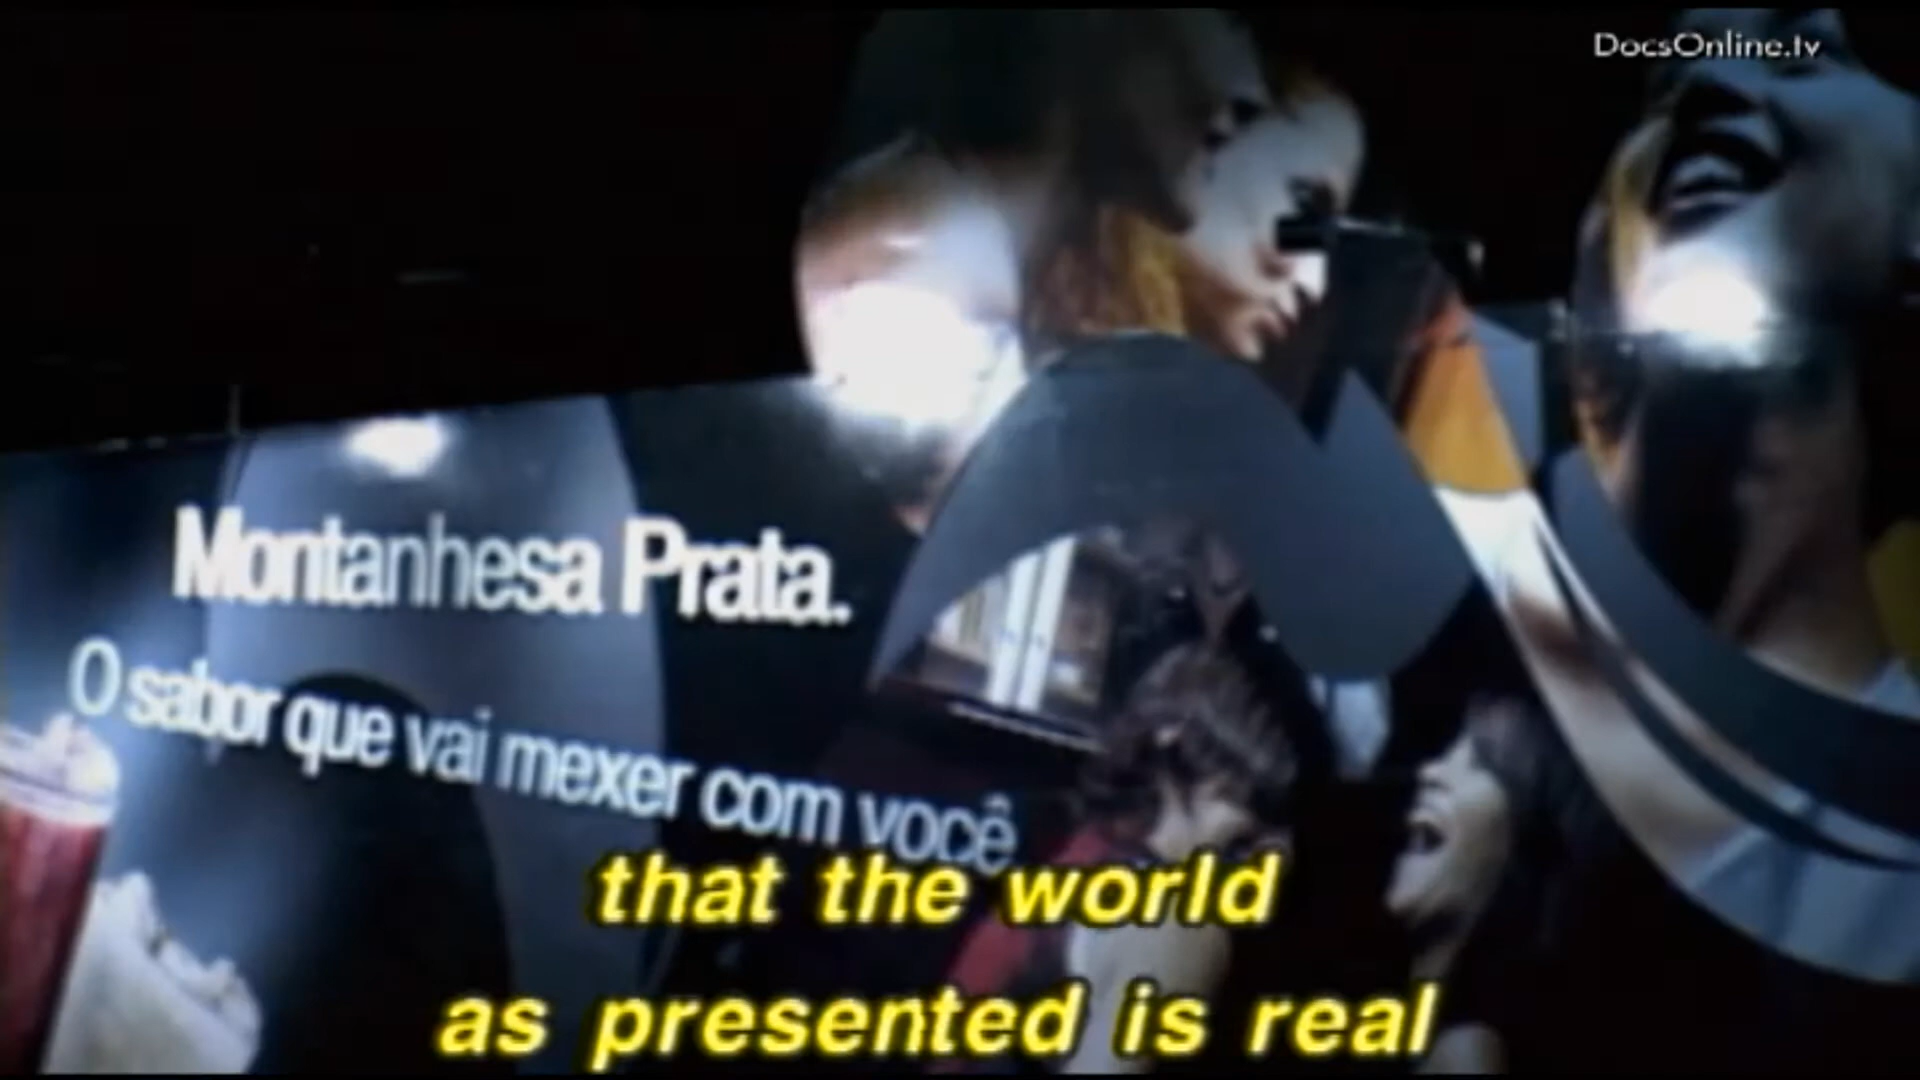 DocsOnline.tv
Montanhesa Prata.
O sabor que vai mexer com você
that the world
as presented is real